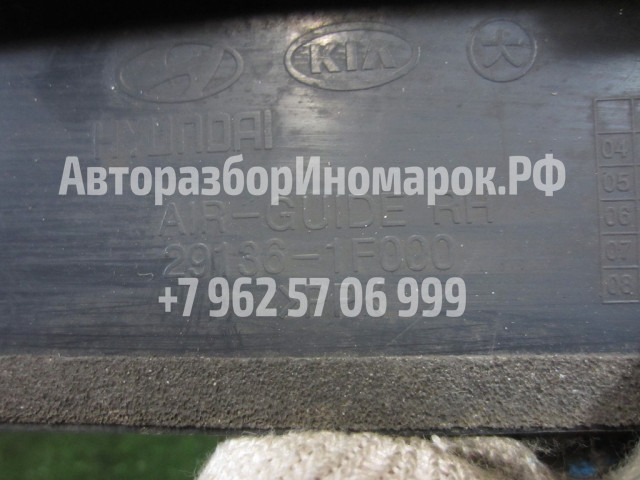 KIA
大
HYUNDAI
04
05
06
07
08
АвторазборИномарок.РФ
AIR-GUIDE RH
29136-1F000
+7 962 57 06 999